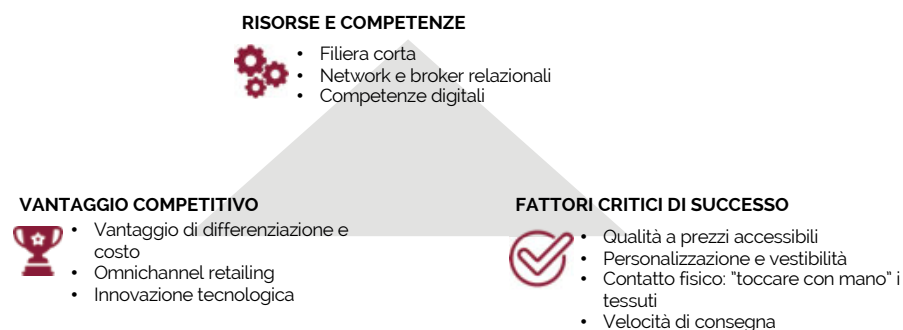 RISORSE E COMPETENZE
• Filiera corta
• Network e broker relazionali
• Competenze digitali
VANTAGGIO COMPETITIVO
• Vantaggio di differenziazione e
costo
• Omnichannel retailing
• Innovazione tecnologica
FATTORI CRITICI DI SUCCESSO
• Qualità a prezzi accessibili
• Personalizzazione e vestibilità
• Contatto fisico: "toccare con mano" i
tessuti
• Velocità di consegna